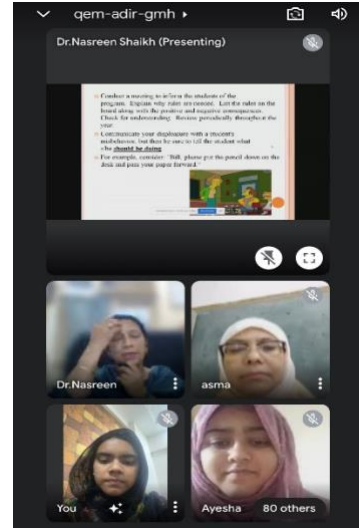 qem-adir-gmh
Dr.Nasreen Shaikh (Presenting)
Conduct a meeting to inform the students of the
program. Explain why rules are needed. List the rules on the
board along with the positive and negative consequences.
Check for understanding. Review periodically throughout the
year.
Communicate your displeasure with a student's
misbehavior, but then be sure to tell the student what
she should be doing
For example, consider: "Bill, please put the pencil down on the
desk and pass your paper forward."
Dr.Nasreen
asma
You
Ayesha
80 others